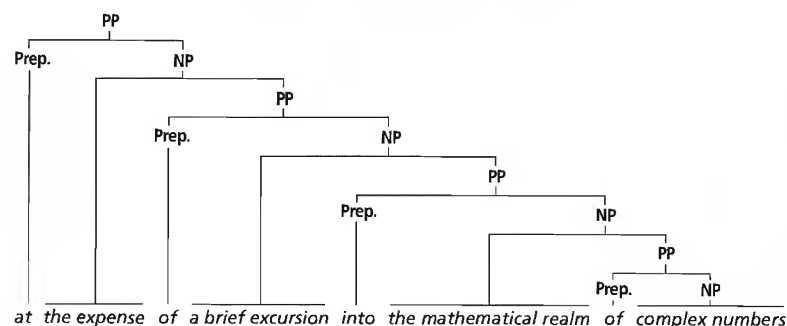 PP
Prep. NP
PP
Prep. NP
PP
Prep. NP
PP
Prep. NP
at the expense of a brief excursion into the mathematical realm of complex numbers